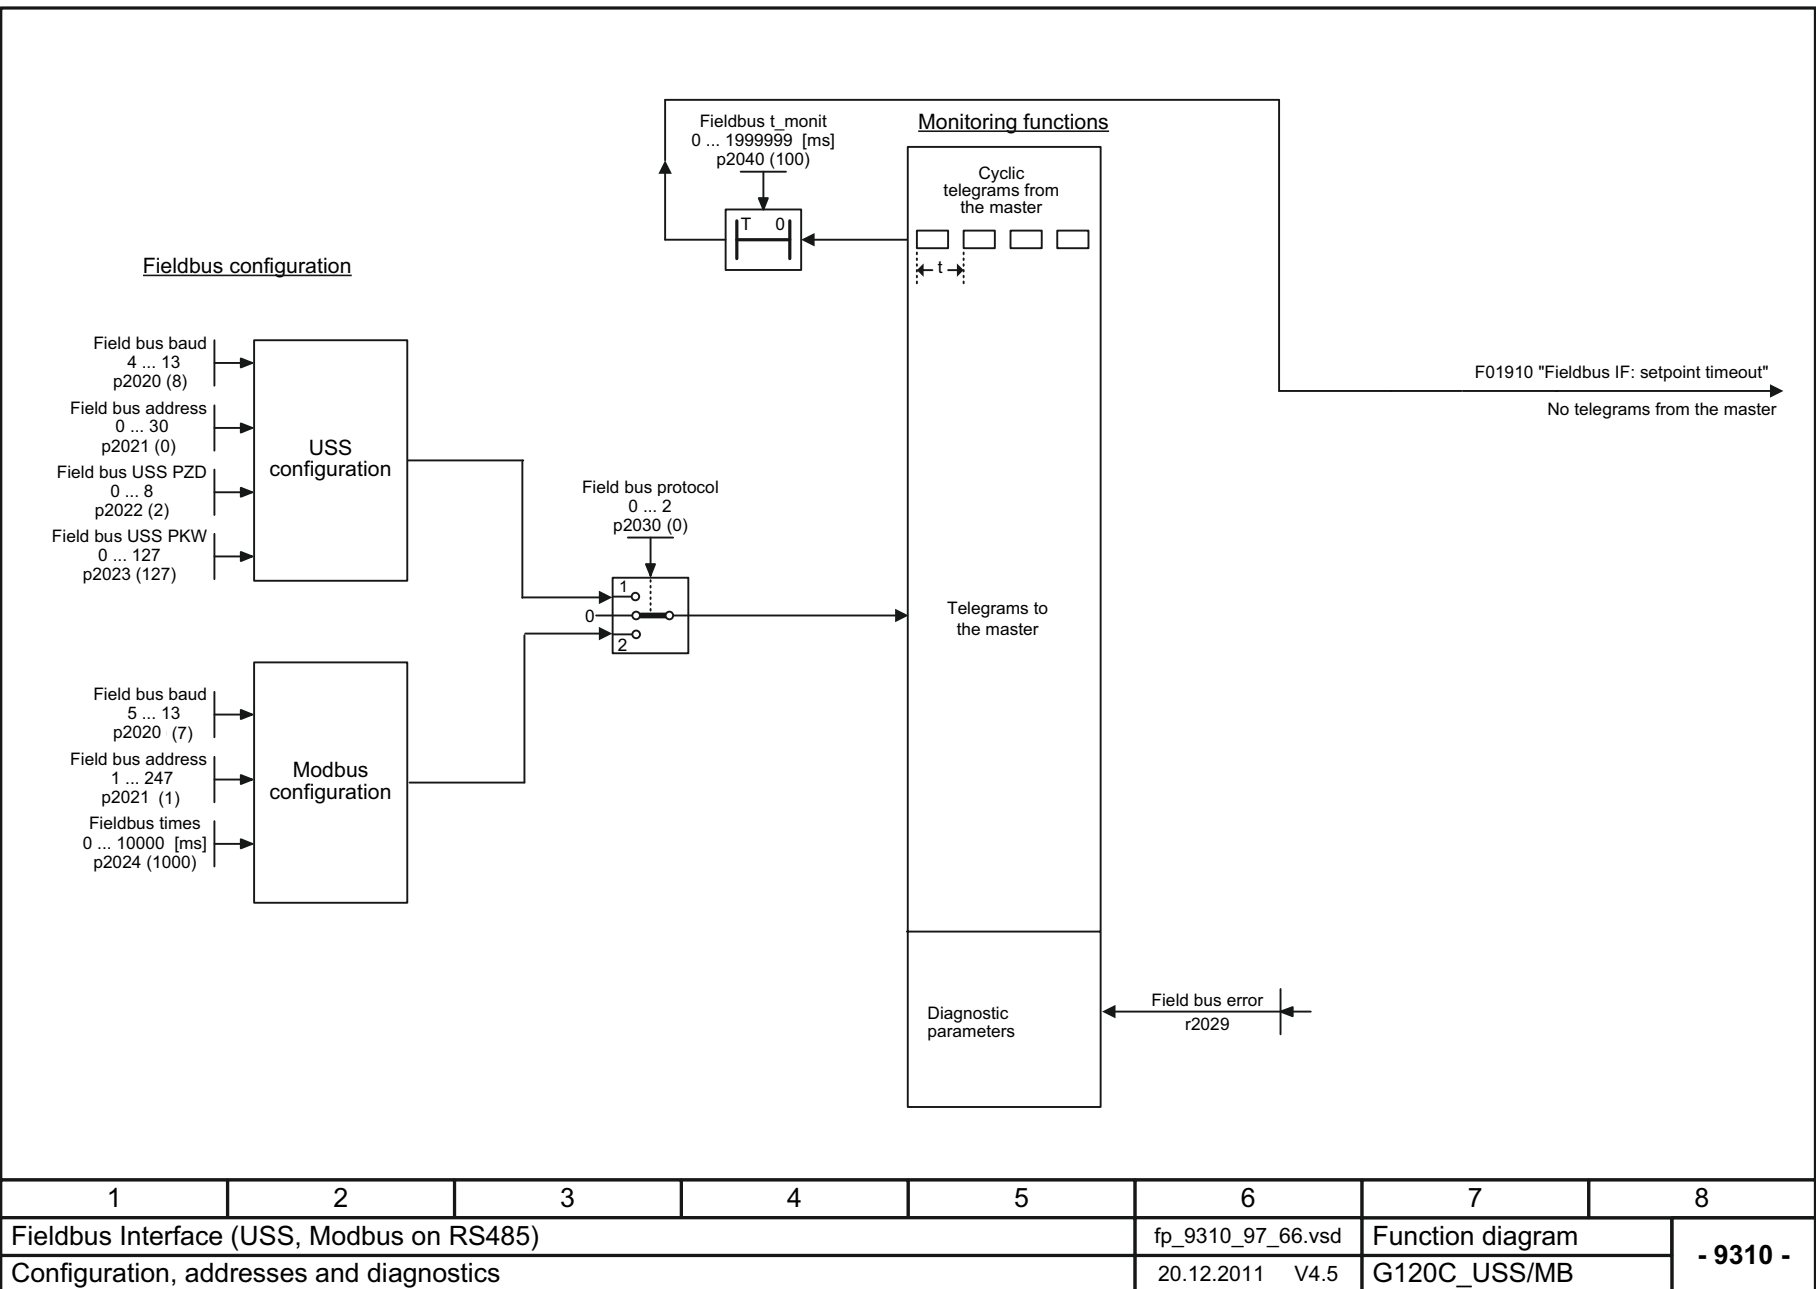 Fieldbus t_monit
0 ... 1999999 [ms]
p2040 (100)
T 0
Monitoring functions
Cyclic
telegrams from
the master
t
Fieldbus configuration
Field bus baud
4 ... 13
p2020 (8)
Field bus address
0 ... 30
p2021 (0)
Field bus USS PZD
0 ... 8
p2022 (2)
Field bus USS PKW
0 ... 127
p2023 (127)
USS
configuration
F01910 "Fieldbus IF: setpoint timeout"
No telegrams from the master
Field bus protocol
0 ... 2
p2030 (0)
1
0
2
Telegrams to
the master
Field bus baud
5 ... 13
p2020 (7)
Field bus address
1 ... 247
p2021 (1)
Fieldbus times
0 ... 10000 [ms]
p2024 (1000)
Modbus
configuration
Diagnostic
parameters
Field bus error
r2029
1 2 3 4 5 6 7 8
Fieldbus Interface (USS, Modbus on RS485) fp_9310_97_66.vsd Function diagram
- 9310 -
Configuration, addresses and diagnostics 20.12.2011 V4.5 G120C_USS/MB